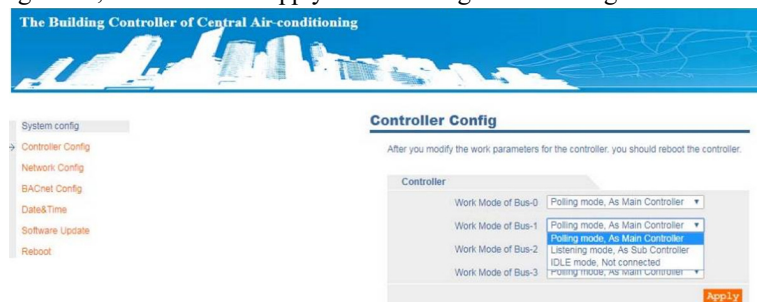 The Building Controller of Central Air-conditioning
System config
Controller Config
Network Config
BACnet Config
Date&Time
Software Update
Reboot
Controller Config
After you modify the work parameters for the controller. you should reboot the controller.
Controller
Work Mode of Bus-0 Polling mode, As Main Controller
Work Mode of Bus-1 Polling mode, As Main Controller
Polling mode, As Main Controller
Work Mode of Bus-2 Listening mode, As Sub Controller
IDLE mode, Not connected
Work Mode of Bus-3 Polling mode, As Main Controller
Apply